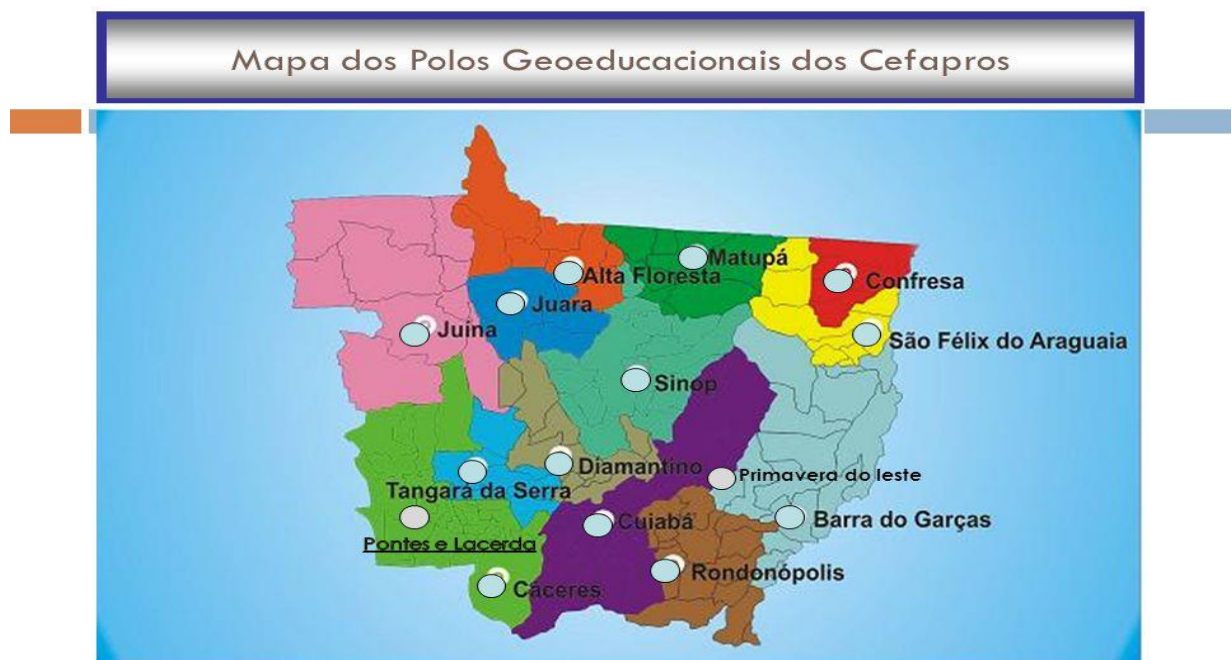 Mapa dos Polos Geoeducacionais dos Cefapros
Matupá
Alta Floresta
Confresa
Juara
Juína
São Félix do Araguaia
Sinop
Diamantino
Primavera do leste
Tangará da Serra
Cuiabá
Barra do Garças
Pontes e Lacerda
Rondonópolis
Cáceres